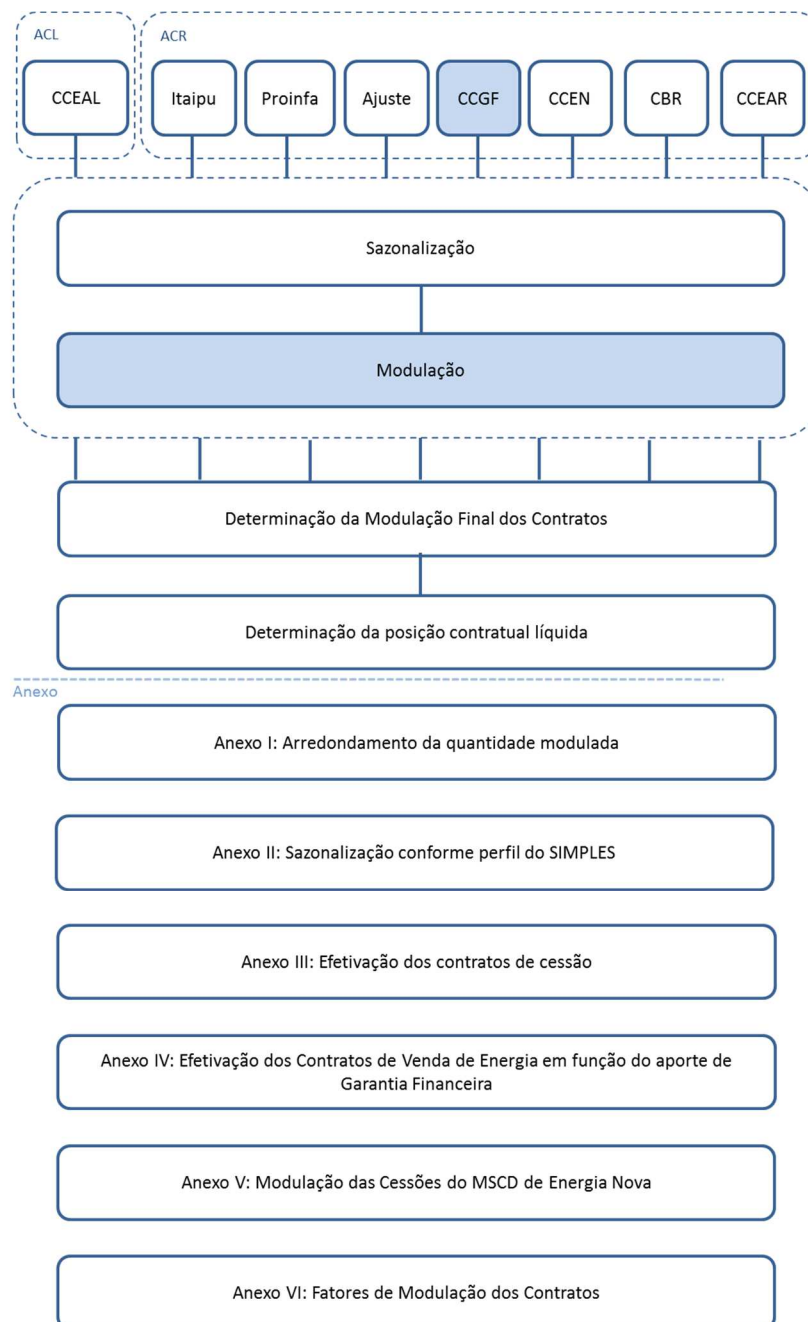 ACL
ACR
CCEAL
Itaipu
Proinfa
Ajuste
CCGF
CCEN
CBR
CCEAR
Sazonalização
Modulação
Determinação da Modulação Final dos Contratos
Determinação da posição contratual líquida
Anexo
Anexo I: Arredondamento da quantidade modulada
Anexo II: Sazonalização conforme perfil do SIMPLES
Anexo III: Efetivação dos contratos de cessão
Anexo IV: Efetivação dos Contratos de Venda de Energia em função do aporte de
Garantia Financeira
Anexo V: Modulação das Cessões do MSCD de Energia Nova
Anexo VI: Fatores de Modulação dos Contratos